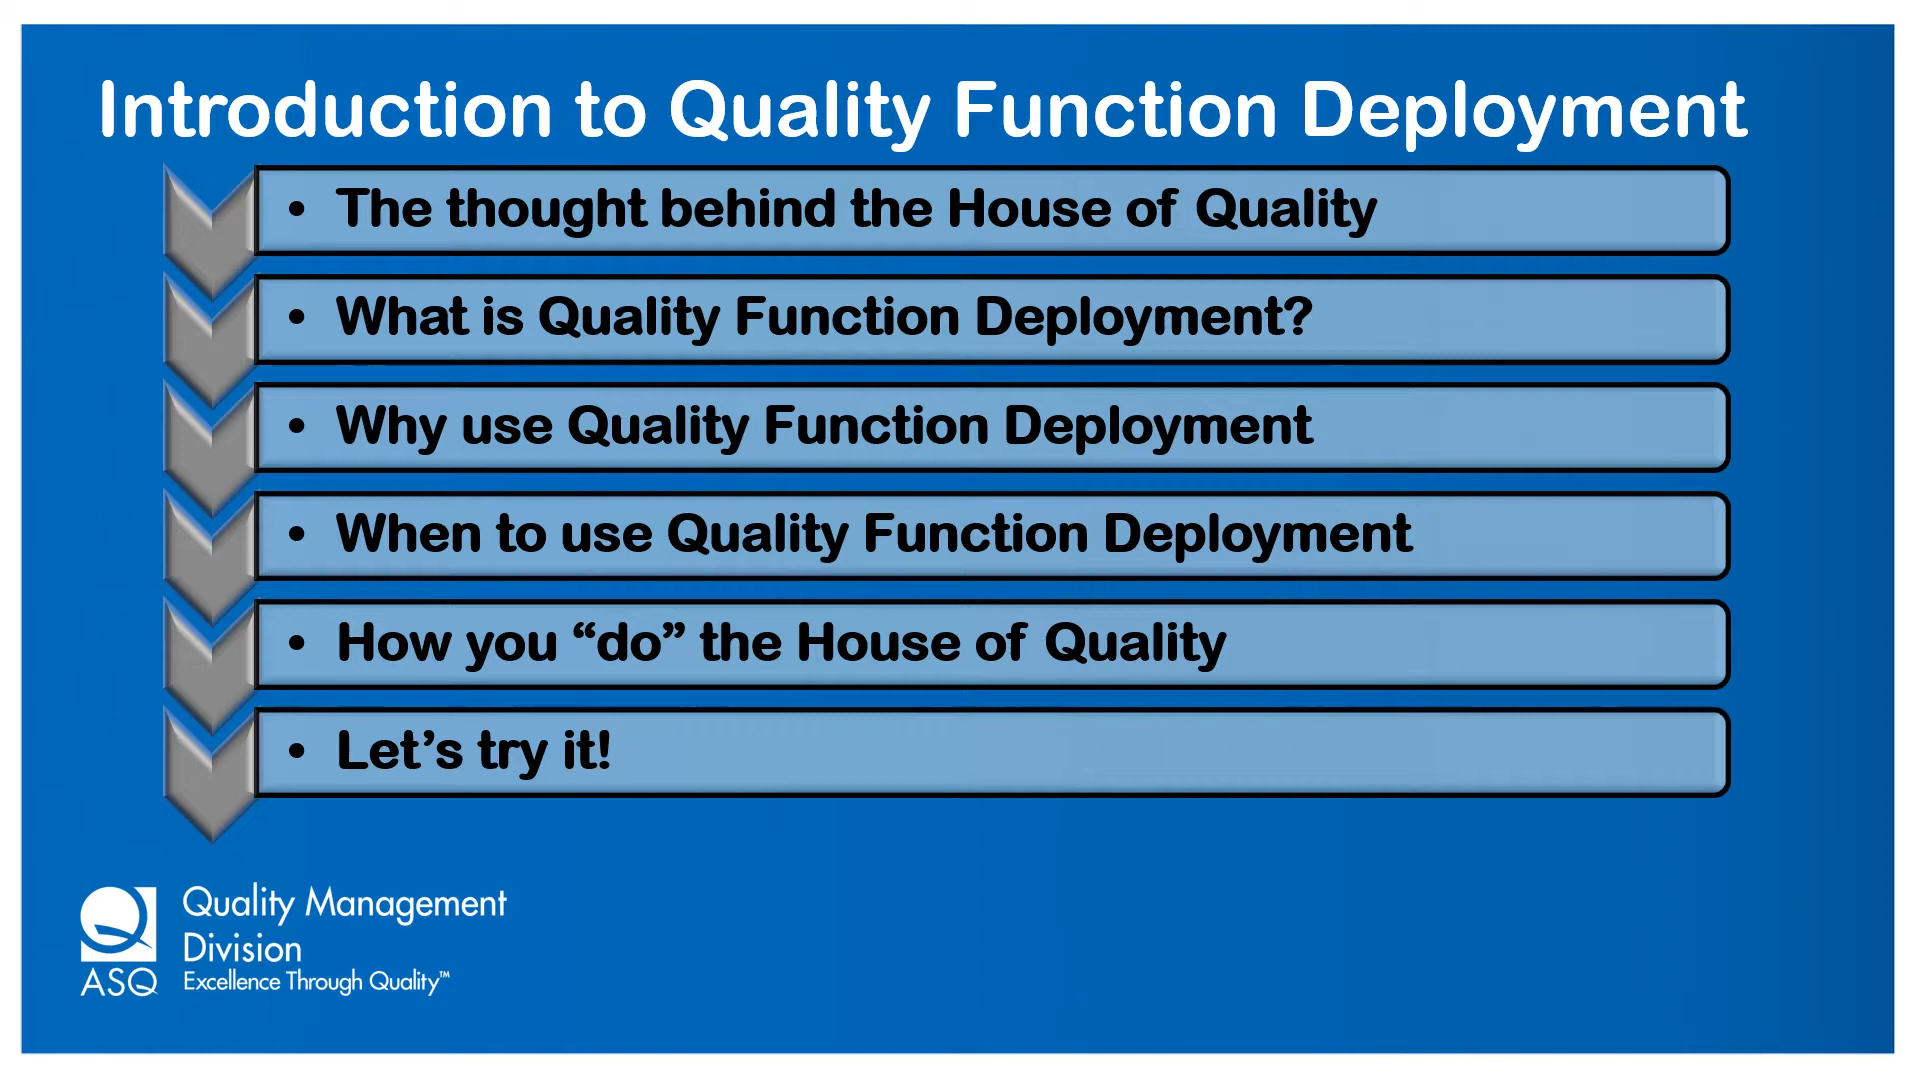 Introduction to Quality Function Deployment
• The thought behind the House of Quality
• What is Quality Function Deployment?
• Why use Quality Function Deployment
• When to use Quality Function Deployment
• How you “do” the House of Quality
• Let’s try it!
Quality Management
Division
ASQ Excellence Through Quality™